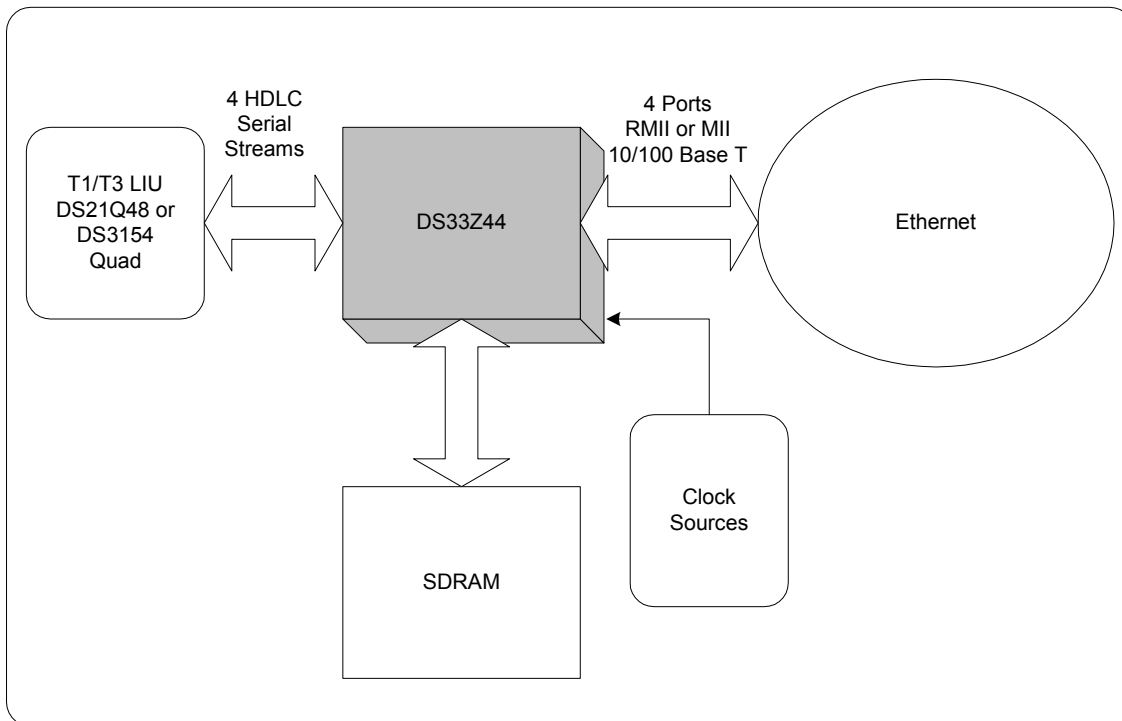 4 HDLC
Serial
Streams
4 Ports
RMII or MII
10/100 Base T
T1/T3 LIU
DS21Q48 or
DS3154
Quad
DS33Z44
Ethernet
Clock
Sources
SDRAM